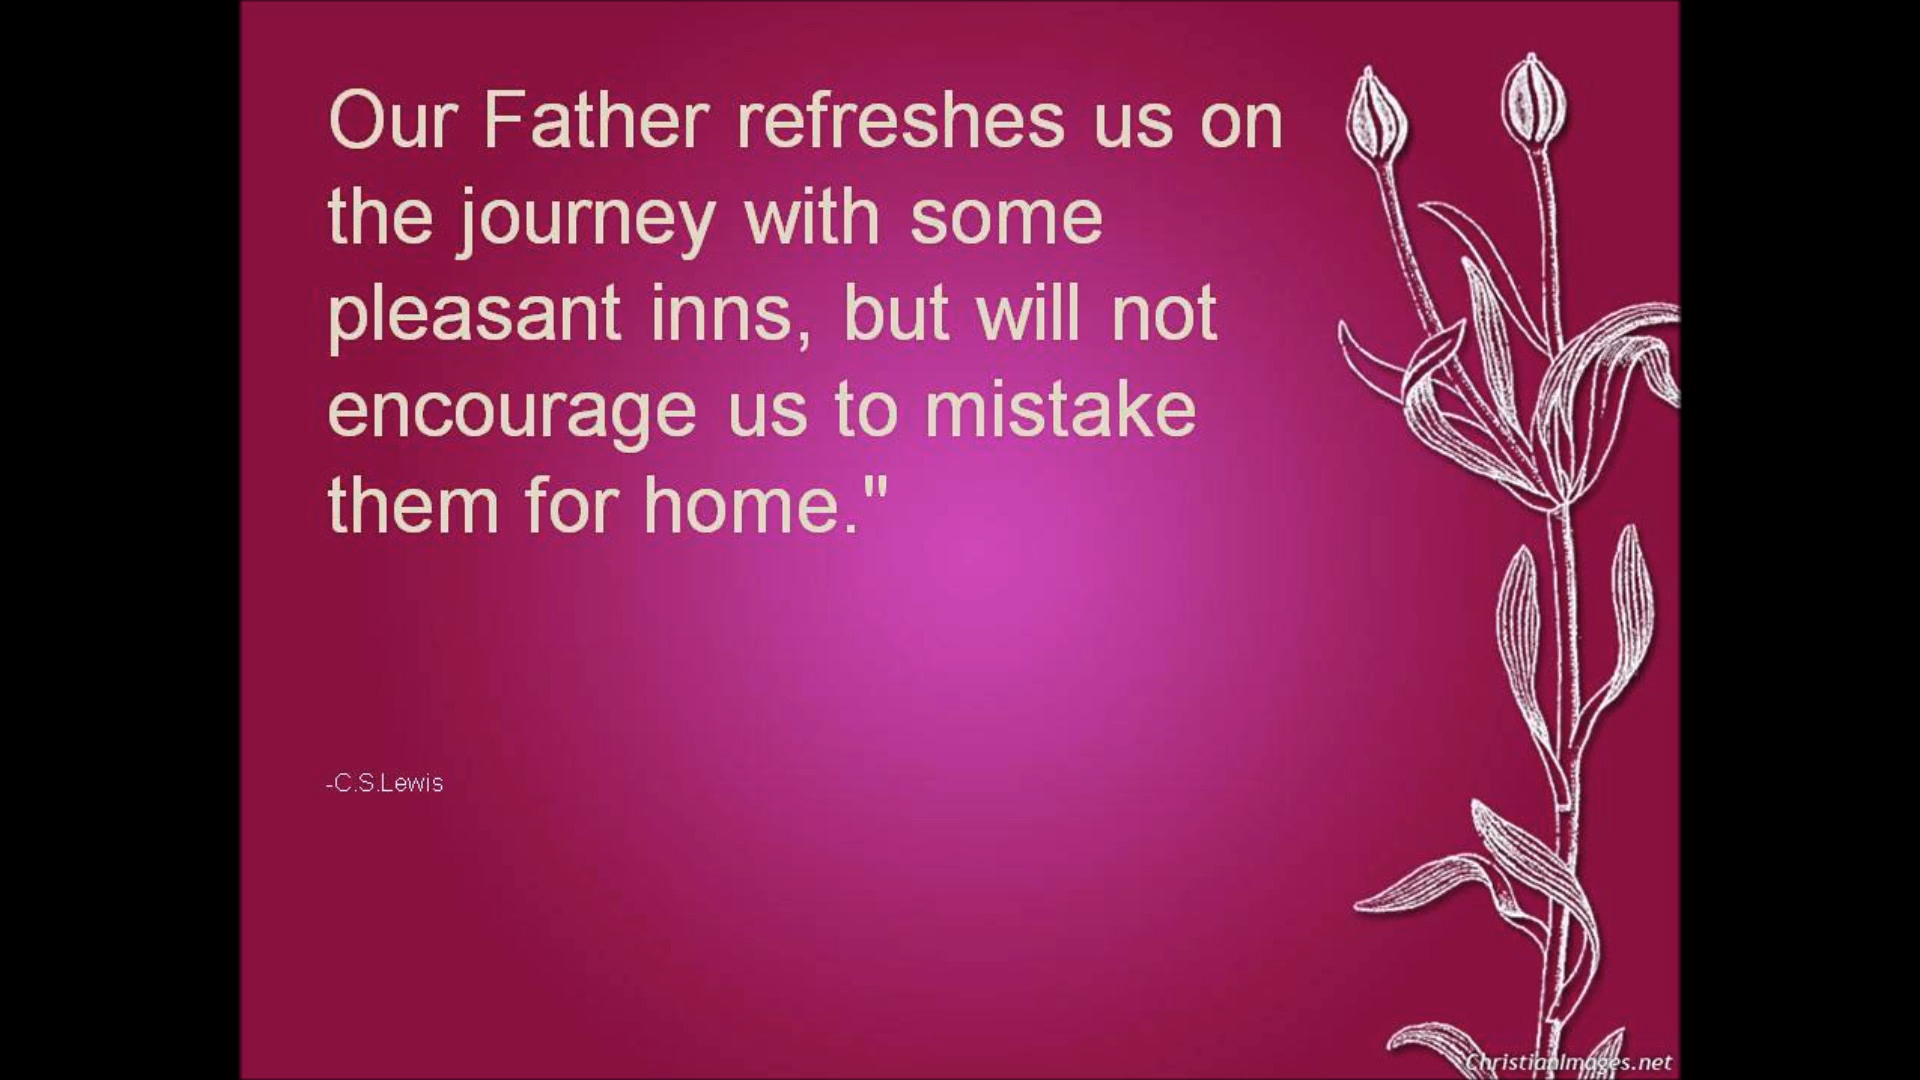 Our Father refreshes us on
the journey with some
pleasant inns, but will not
encourage us to mistake
them for home."
-C.S.Lewis
ChristianImages.net